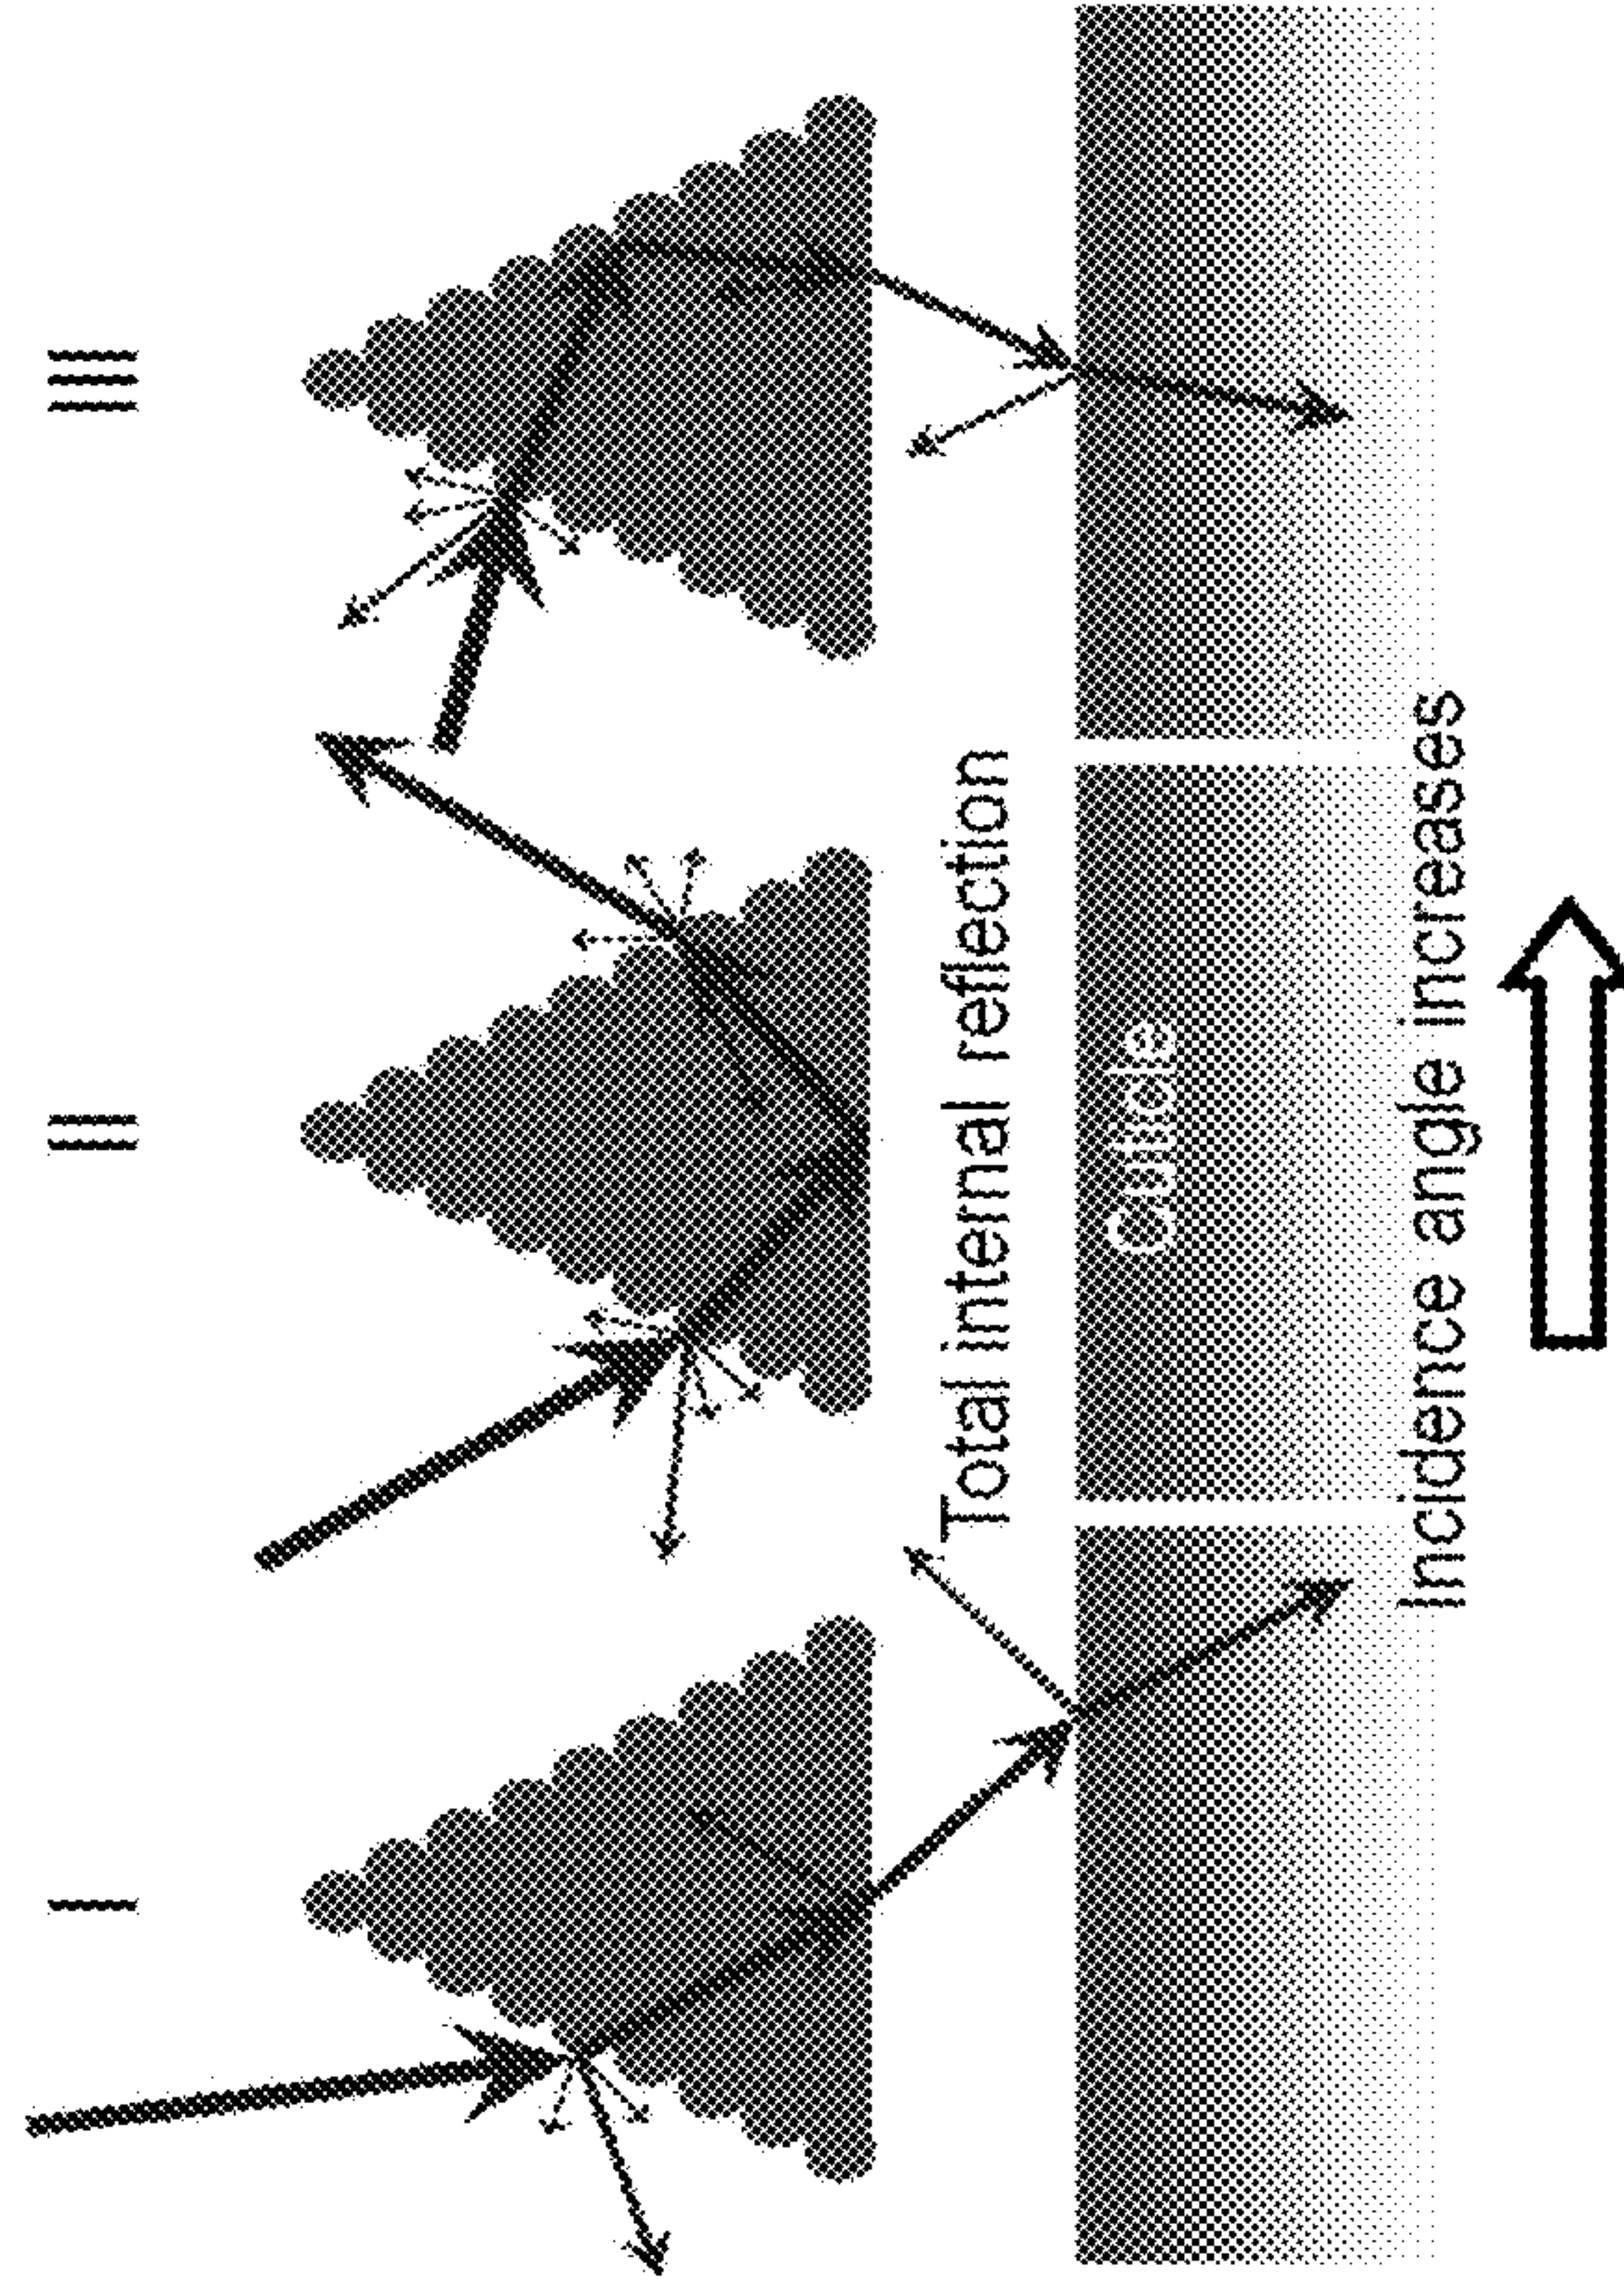 I
II
III
Total internal reflection
Cuticle
Incidence angle increases